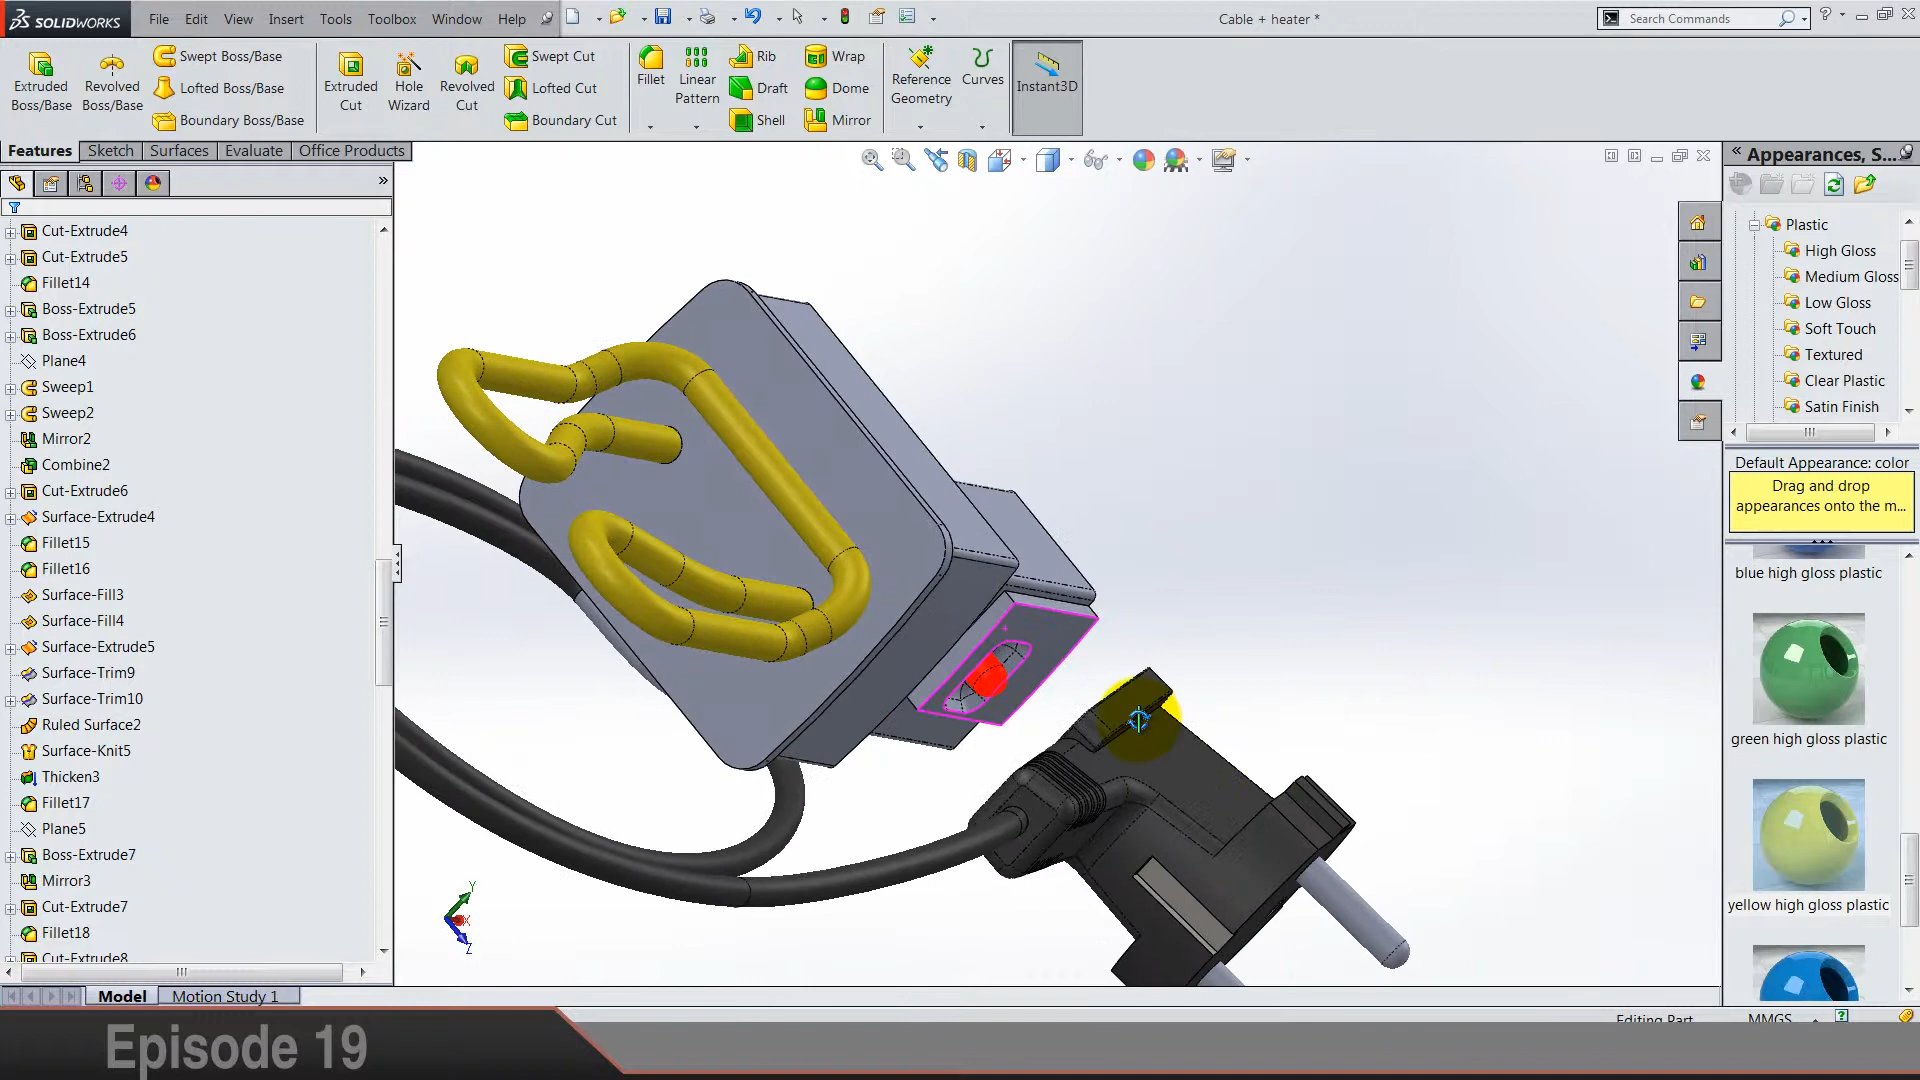 SOLIDWORKS File Edit View Insert Tools Toolbox Window Help Cable + heater * Search Commands
Extruded Boss/Base
Revolved Boss/Base
Swept Boss/Base
Lofted Boss/Base
Boundary Boss/Base
Extruded Cut
Hole Wizard
Revolved Cut
Swept Cut
Lofted Cut
Boundary Cut
Fillet
Linear Pattern
Rib
Draft
Shell
Wrap
Dome
Mirror
Reference Geometry
Curves
Instant3D
Features Sketch Surfaces Evaluate Office Products
Cut-Extrude4
Cut-Extrude5
Fillet14
Boss-Extrude5
Boss-Extrude6
Plane4
Sweep1
Sweep2
Mirror2
Combine2
Cut-Extrude6
Surface-Extrude4
Fillet15
Fillet16
Surface-Fill3
Surface-Fill4
Surface-Extrude5
Surface-Trim9
Surface-Trim10
Ruled Surface2
Surface-Knit5
Thicken3
Fillet17
Plane5
Boss-Extrude7
Mirror3
Cut-Extrude7
Fillet18
Cut-Extrude8
Y
X
Z
Appearances, S...
Plastic
High Gloss
Medium Gloss
Low Gloss
Soft Touch
Textured
Clear Plastic
Satin Finish
Default Appearance: color
Drag and drop
appearances onto the m...
blue high gloss plastic
green high gloss plastic
yellow high gloss plastic
Model Motion Study 1
Editing Part MMGS
Episode 19